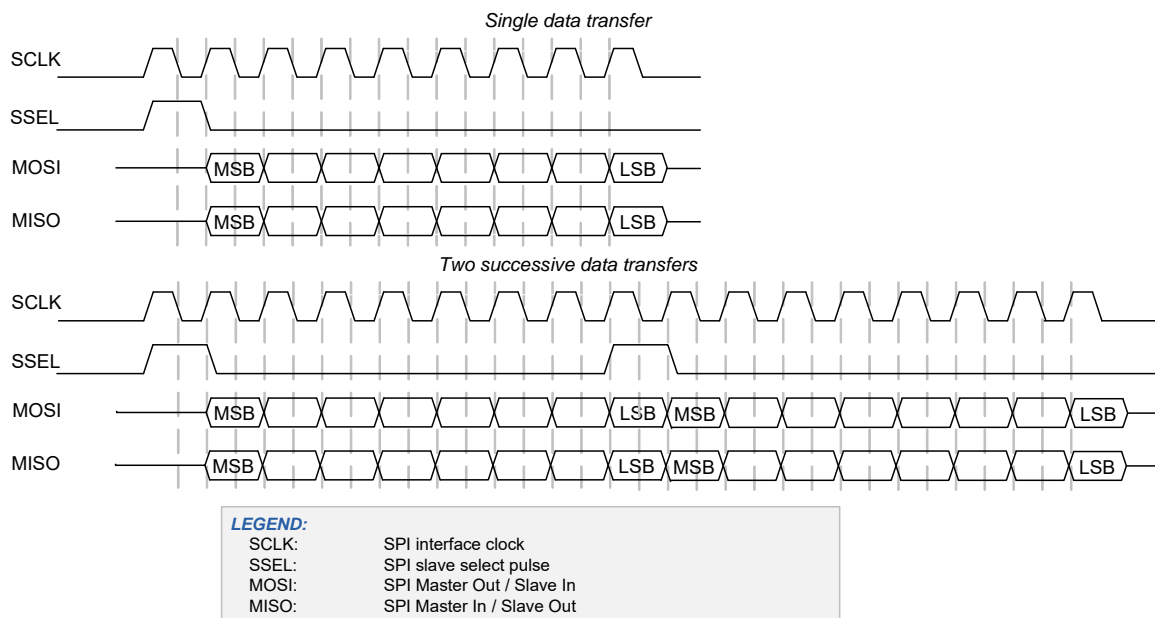 Single data transfer
SCLK
SSEL
MOSI MSB LSB
MISO MSB LSB
Two successive data transfers
SCLK
SSEL
MOSI MSB LSB MSB LSB
MISO MSB LSB MSB LSB
LEGEND:
SCLK: SPI interface clock
SSEL: SPI slave select pulse
MOSI: SPI Master Out / Slave In
MISO: SPI Master In / Slave Out